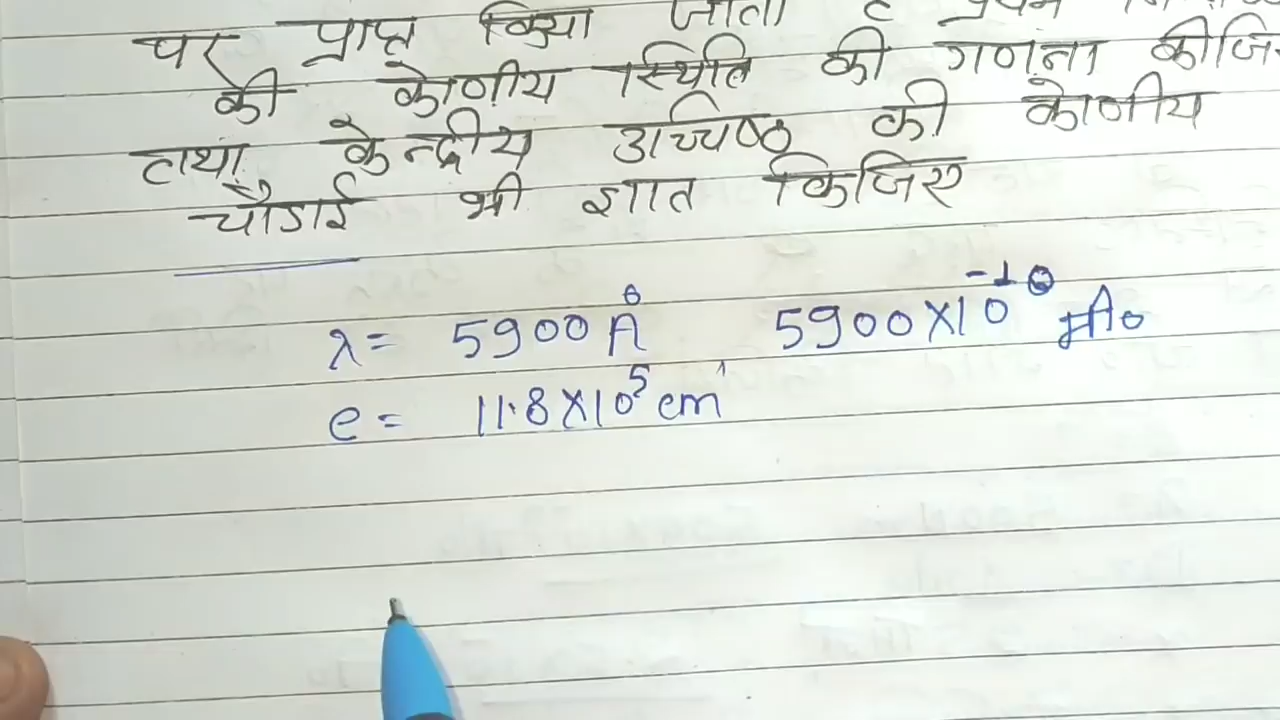 पर प्राप्त किया जाता है प्रथम
की कोणीय स्थिति की गणना कीजि
तथा केन्द्रीय उच्चिष्ठ की कोणीय
चौडाई भी ज्ञात किजिए
λ= 5900 Å 5900×10⁻¹⁰ मी०
e= 11.8×10⁵ cm